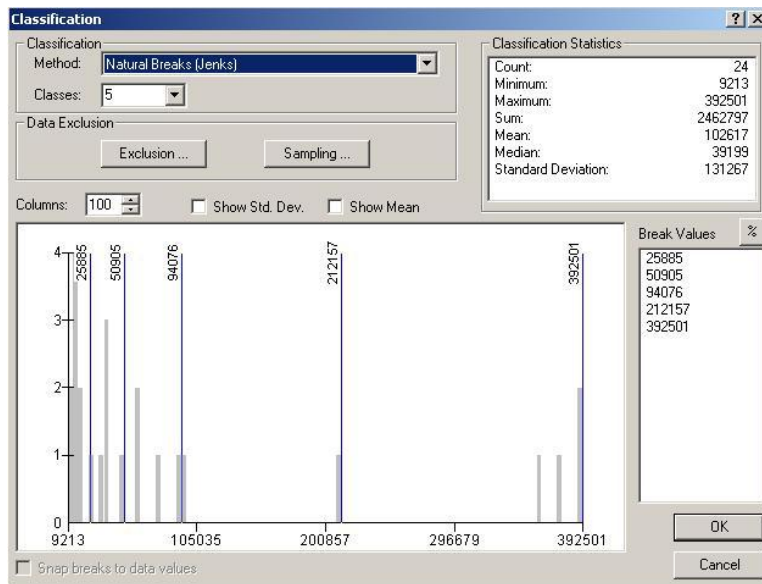 Classification
Classification
Method: Natural Breaks (Jenks)
Classes: 5
Data Exclusion
Exclusion ...
Sampling ...
Classification Statistics
Count: 24
Minimum: 9213
Maximum: 392501
Sum: 2462797
Mean: 102617
Median: 39199
Standard Deviation: 131267
Columns: 100
Show Std. Dev.
Show Mean
Break Values
%
25885
50905
94076
212157
392501
4
3
2
1
0
25885
50905
94076
212157
392501
9213
105035
200857
296679
392501
Snap breaks to data values
OK
Cancel